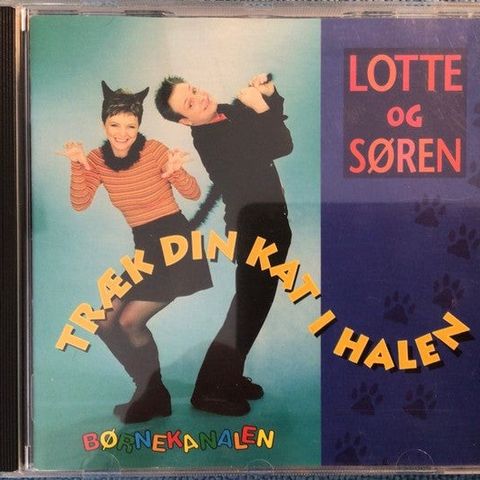 LOTTE
OG
SØREN
TRÆK DIN KAT I HALEN
BØRNEKANALEN